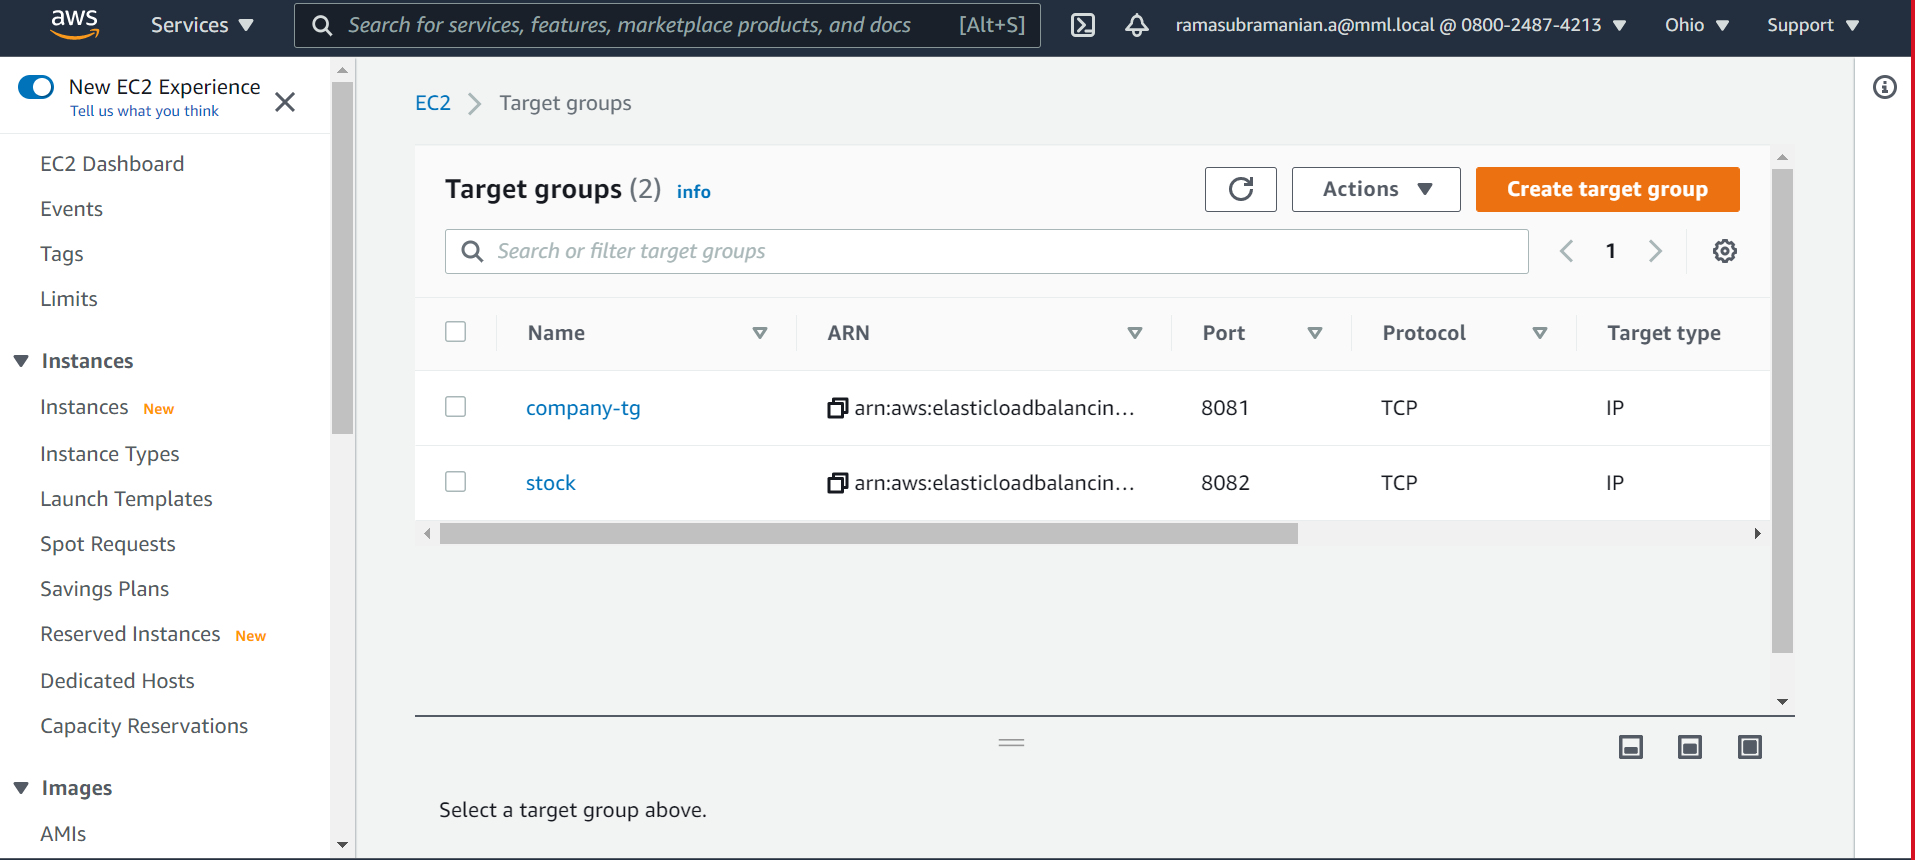 aws Services Search for services, features, marketplace products, and docs [Alt+S] ramasubramanian.a@mml.local @ 0800-2487-4213 Ohio Support
New EC2 Experience
Tell us what you think
EC2 Dashboard
Events
Tags
Limits
Instances
Instances New
Instance Types
Launch Templates
Spot Requests
Savings Plans
Reserved Instances New
Dedicated Hosts
Capacity Reservations
Images
AMIs
EC2 Target groups
Target groups (2) info Actions Create target group
Search or filter target groups 1
Name ARN Port Protocol Target type
company-tg arn:aws:elasticloadbalancin... 8081 TCP IP
stock arn:aws:elasticloadbalancin... 8082 TCP IP
Select a target group above.